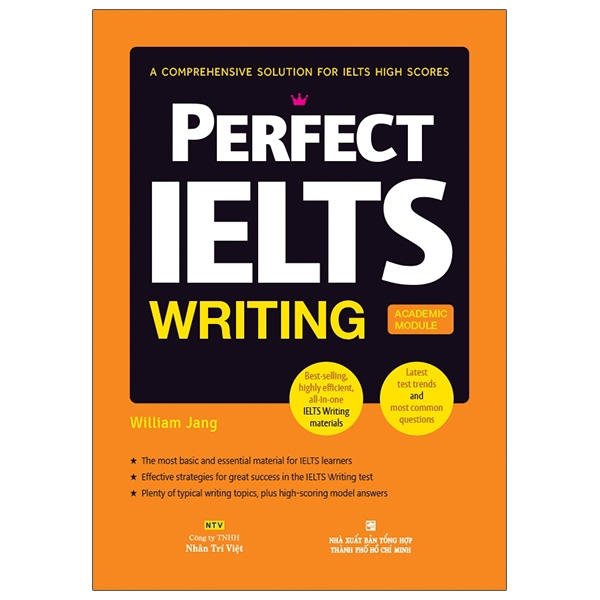 A COMPREHENSIVE SOLUTION FOR IELTS HIGH SCORES
PERFECT
IELTS
WRITING
ACADEMIC
MODULE
Best-selling,
highly efficient,
all-in-one
IELTS Writing
materials
Latest
test trends
and
most common
questions
William Jang
★ The most basic and essential material for IELTS learners
★ Effective strategies for great success in the IELTS Writing test
★ Plenty of typical writing topics, plus high-scoring model answers
NTV
Công ty TNHH
Nhân Trí Việt
NHÀ XUẤT BẢN TỔNG HỢP
THÀNH PHỐ HỒ CHÍ MINH